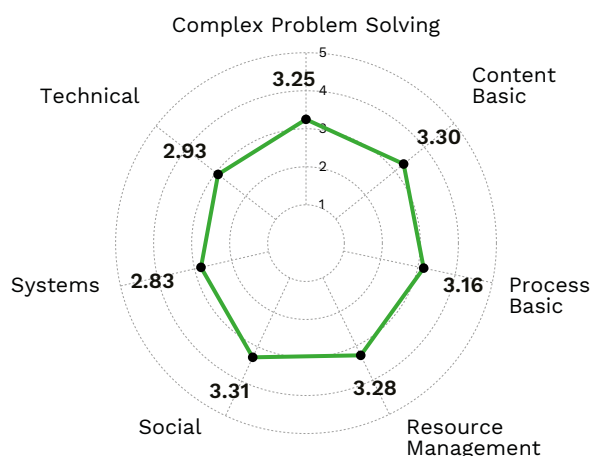 Complex Problem Solving
5
3.25
4
Content
Basic
Technical
3
3.30
2.93
2
1
Systems
2.83
3.16
Process
Basic
3.31
3.28
Social
Resource
Management